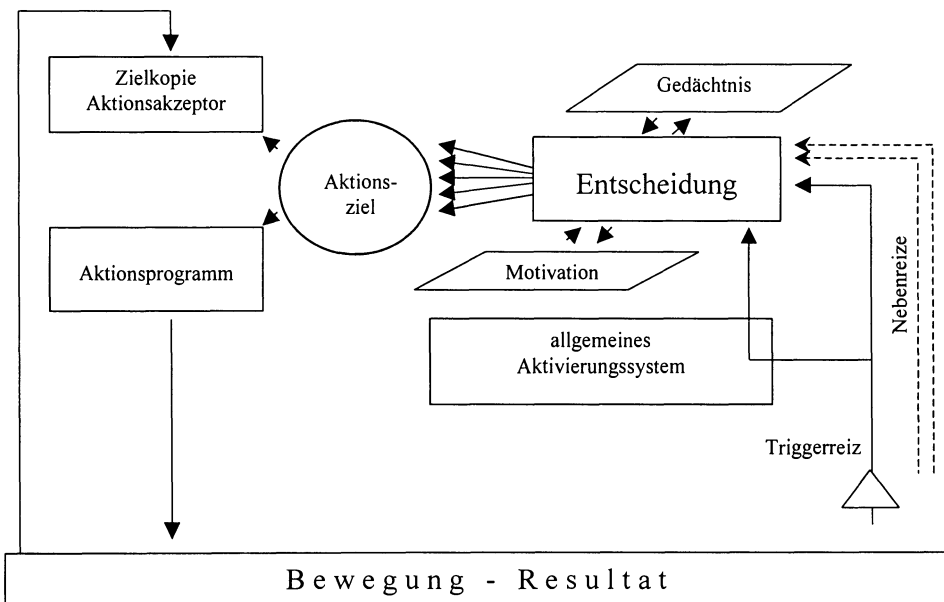 Zielkopie
Aktionsakzeptor
Gedächtnis
Aktions-
ziel
Entscheidung
Aktionsprogramm
Motivation
allgemeines
Aktivierungssystem
Nebenreize
Triggerreiz
Bewegung - Resultat